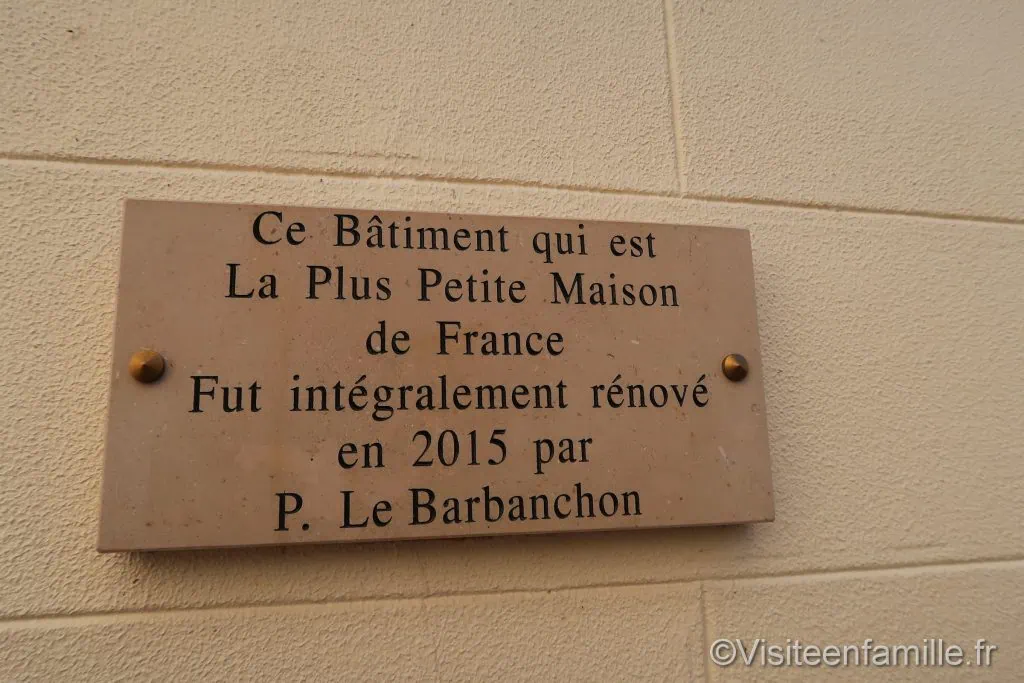 Ce Bâtiment qui est
La Plus Petite Maison
de France
Fut intégralement rénové
en 2015 par
P. Le Barbanchon
©Visiteenfamille.fr